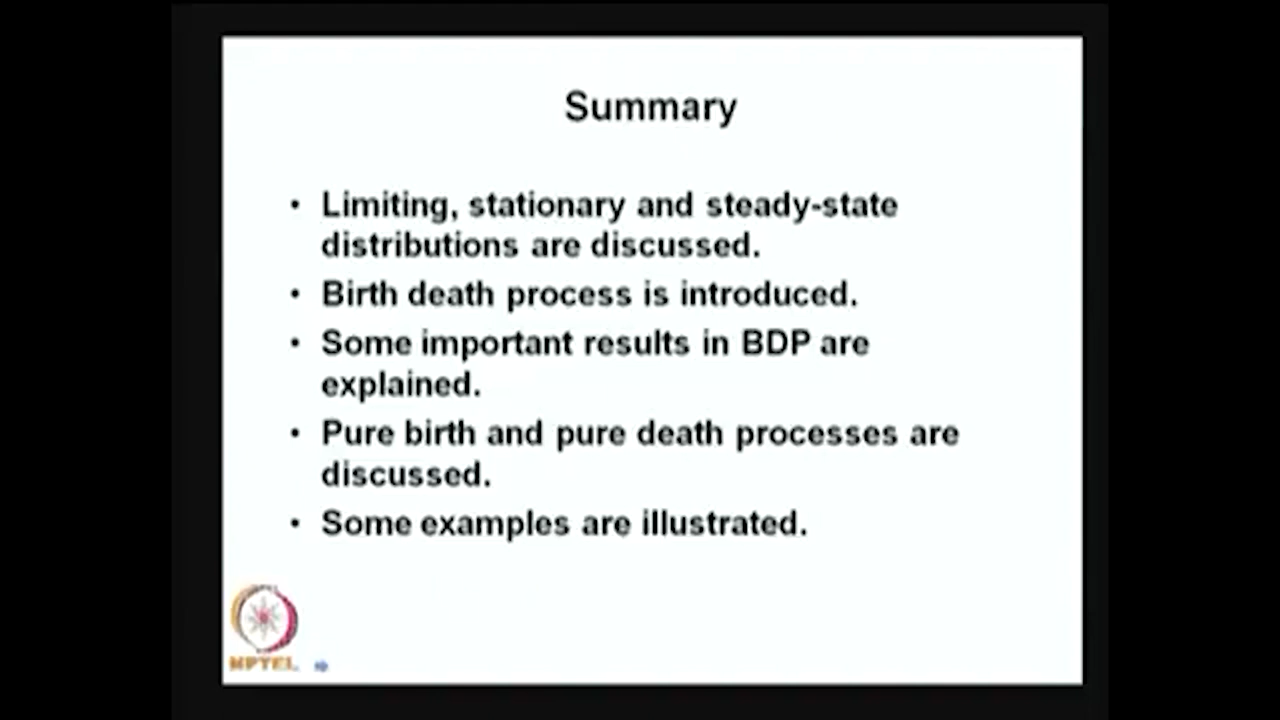 Summary
• Limiting, stationary and steady-state
distributions are discussed.
• Birth death process is introduced.
• Some important results in BDP are
explained.
• Pure birth and pure death processes are
discussed.
• Some examples are illustrated.
NPTEL